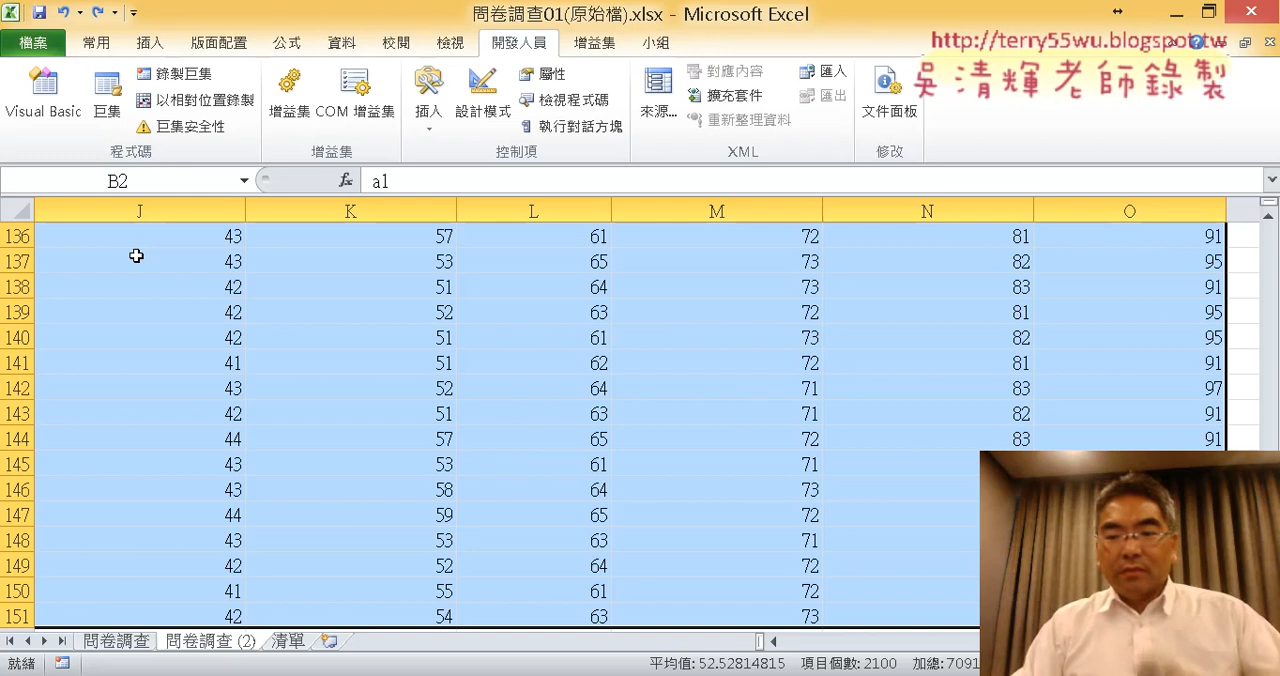 問卷調查01(原始檔).xlsx - Microsoft Excel
檔案 常用 插入 版面配置 公式 資料 校閱 檢視 開發人員 增益集 小組
http://terry55wu.blogspot.tw
吳清輝老師錄製
Visual Basic 巨集 錄製巨集 以相對位置錄製 巨集安全性
增益集 COM 增益集
插入 設計模式 屬性 檢視程式碼 執行對話方塊
來源... 對應內容 擴充套件 重新整理資料 匯入 匯出
文件面板
程式碼 增益集 控制項 XML 修改
B2 fx a1
J K L M N O
136 43 57 61 72 81 91
137 43 53 65 73 82 95
138 42 51 64 73 83 91
139 42 52 63 72 81 95
140 42 51 61 73 82 95
141 41 51 62 72 81 91
142 43 52 64 71 83 97
143 42 51 63 71 82 91
144 44 57 65 72 83 91
145 43 53 61 71
146 43 58 64 73
147 44 59 65 72
148 43 53 63 71
149 42 52 64 72
150 41 55 61 72
151 42 54 63 73
問卷調查 問卷調查 (2) 清單
就緒 平均值: 52.52814815 項目個數: 2100 加總: 7091